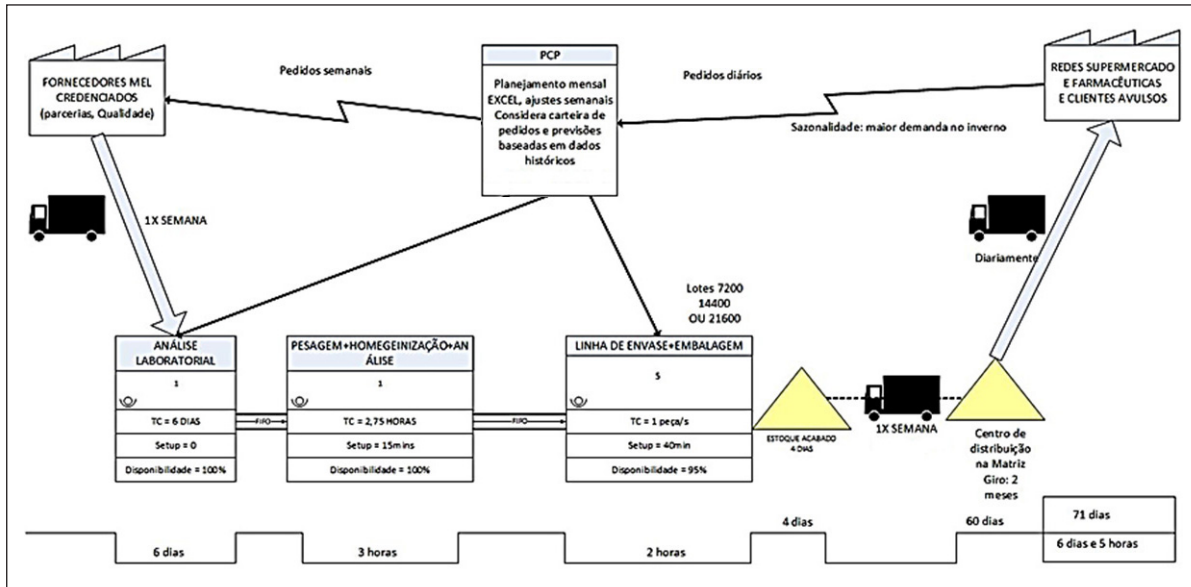 FORNECEDORES MEL
CREDENCIADOS
(parcerias, Qualidade)
Pedidos semanais
PCP
Planejamento mensal
EXCEL, ajustes semanais
Considera carteira de
pedidos e previsões
baseadas em dados
históricos
Pedidos diários
Sazonalidade: maior demanda no inverno
REDES SUPERMERCADO
E FARMACÊUTICAS
E CLIENTES AVULSOS
1X SEMANA
Diariamente
Lotes 7200
14400
OU 21600
ANÁLISE
LABORATORIAL
1
TC = 6 DIAS
Setup = 0
Disponibilidade = 100%
FIFO
PESAGEM+HOMEGEINIZAÇÃO+AN
ÁLISE
1
TC = 2,75 HORAS
Setup = 15mins
Disponibilidade = 100%
FIFO
LINHA DE ENVASE+EMBALAGEM
5
TC = 1 peça/s
Setup = 40min
Disponibilidade = 95%
ESTOQUE ACABADO
4 DIAS
1X SEMANA
Centro de
distribuição
na Matriz
Giro: 2
meses
6 dias
3 horas
2 horas
4 dias
60 dias
71 dias
6 dias e 5 horas